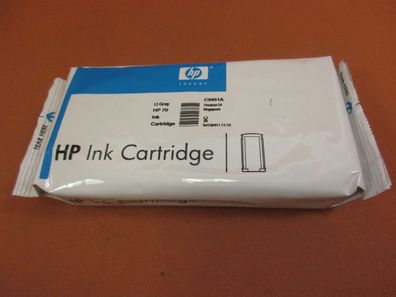 hp
invent
Lt Gray
HP 70
Ink
Cartridge
C9451A
Product Of
Singapore
HP Ink Cartridge
TEAR HERE